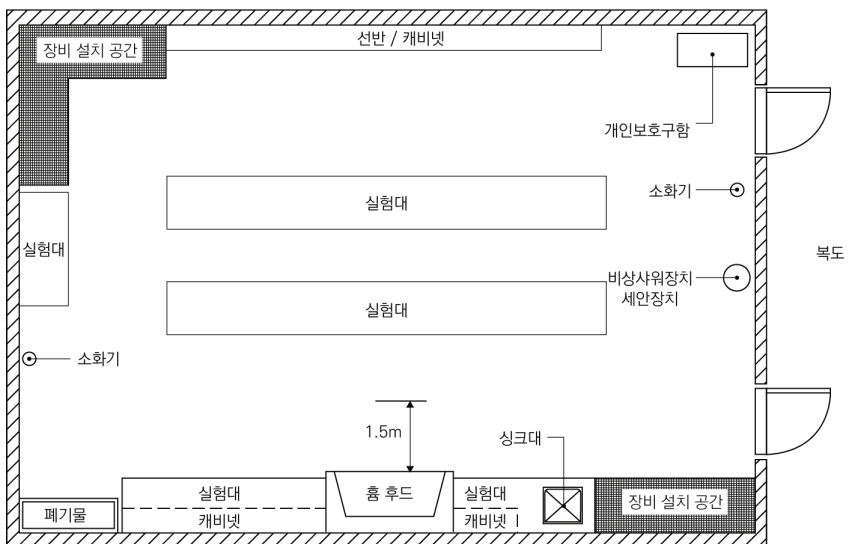 장비 설치 공간
선반 / 캐비넷
개인보호구함
실험대
소화기
실험대
복도
비상샤워장치
세안장치
실험대
소화기
1.5m
싱크대
실험대
캐비넷
흄 후드
실험대
캐비넷
장비 설치 공간
폐기물